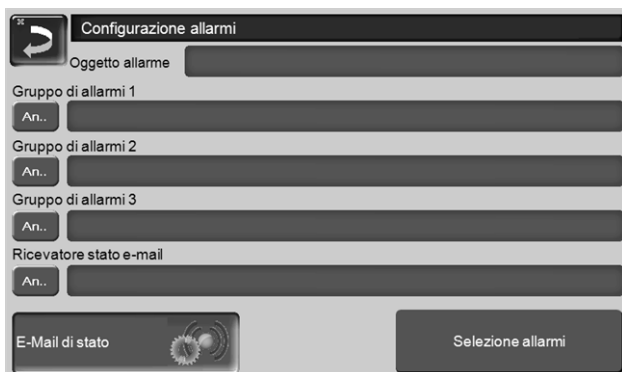 Configurazione allarmi
Oggetto allarme
Gruppo di allarmi 1
An..
Gruppo di allarmi 2
An..
Gruppo di allarmi 3
An..
Ricevatore stato e-mail
An..
E-Mail di stato
Selezione allarmi